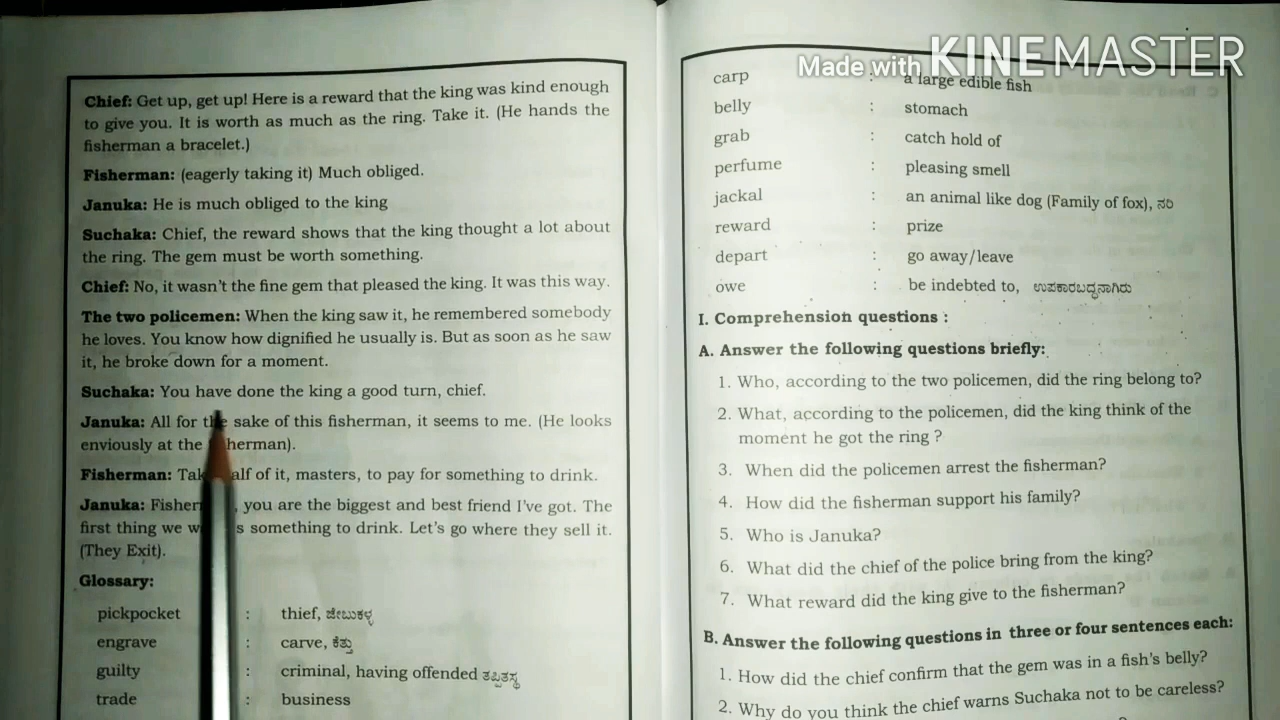 Chief: Get up, get up! Here is a reward that the king was kind enough
to give you. It is worth as much as the ring. Take it. (He hands the
fisherman a bracelet.)
Fisherman: (eagerly taking it) Much obliged.
Januka: He is much obliged to the king
Suchaka: Chief, the reward shows that the king thought a lot about
the ring. The gem must be worth something.
Chief: No, it wasn't the fine gem that pleased the king. It was this way.
The two policemen: When the king saw it, he remembered somebody
he loves. You know how dignified he usually is. But as soon as he saw
it, he broke down for a moment.
Suchaka: You have done the king a good turn, chief.
Januka: All for the sake of this fisherman, it seems to me. (He looks
enviously at the herman).
Fisherman: Tak alf of it, masters, to pay for something to drink.
Januka: Fisher , you are the biggest and best friend I've got. The
first thing we w s something to drink. Let's go where they sell it.
(They Exit).
Glossary:
pickpocket : thief, ಜೇಬುಕಳ್ಳ
engrave : carve, ಕೆತ್ತು
guilty : criminal, having offended ತಪ್ಪಿತಸ್ಥ
trade : business
Made with KINEMASTER
carp : a large edible fish
belly : stomach
grab : catch hold of
perfume : pleasing smell
jackal : an animal like dog (Family of fox), ನರಿ
reward : prize
depart : go away/leave
owe : be indebted to, ಉಪಕಾರಬದ್ಧನಾಗಿರು
I. Comprehension questions :
A. Answer the following questions briefly:
1. Who, according to the two policemen, did the ring belong to?
2. What, according to the policemen, did the king think of the
moment he got the ring ?
3. When did the policemen arrest the fisherman?
4. How did the fisherman support his family?
5. Who is Januka?
6. What did the chief of the police bring from the king?
7. What reward did the king give to the fisherman?
B. Answer the following questions in three or four sentences each:
1. How did the chief confirm that the gem was in a fish's belly?
2. Why do you think the chief warns Suchaka not to be careless?